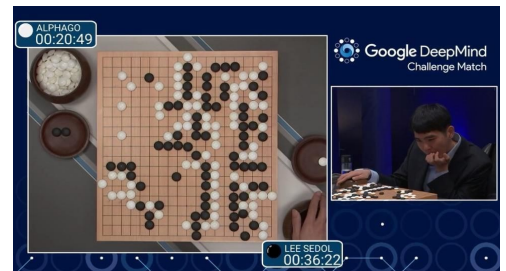 ALPHAGO
00:20:49
Google DeepMind
Challenge Match
LEE SEDOL
00:36:22